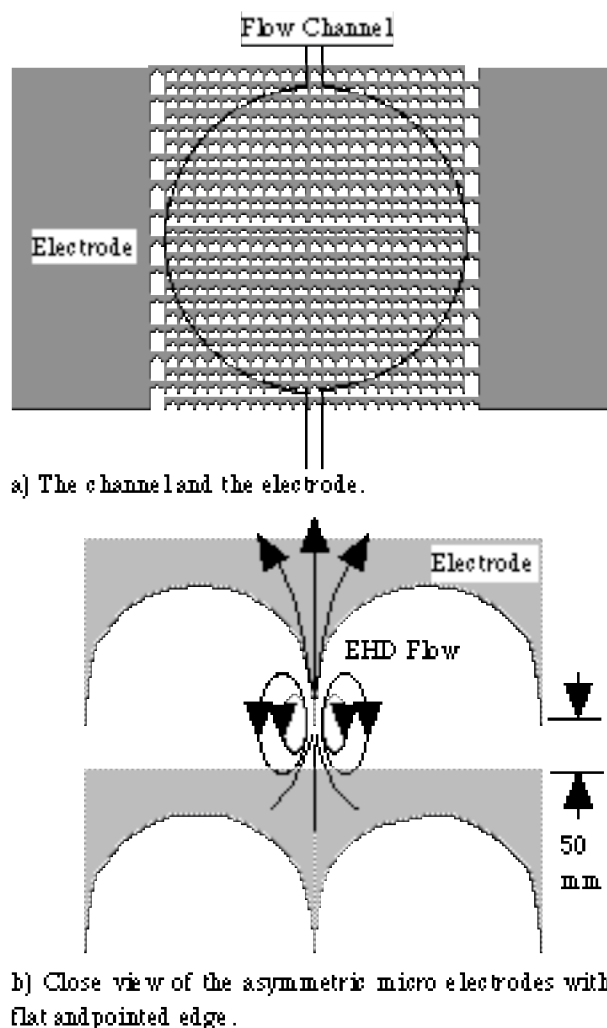 Flow Channel
Electrode
a) The channel and the electrode.
Electrode
EHD Flow
50
mm
b) Close view of the asymmetric micro electrodes with
flat and pointed edge.